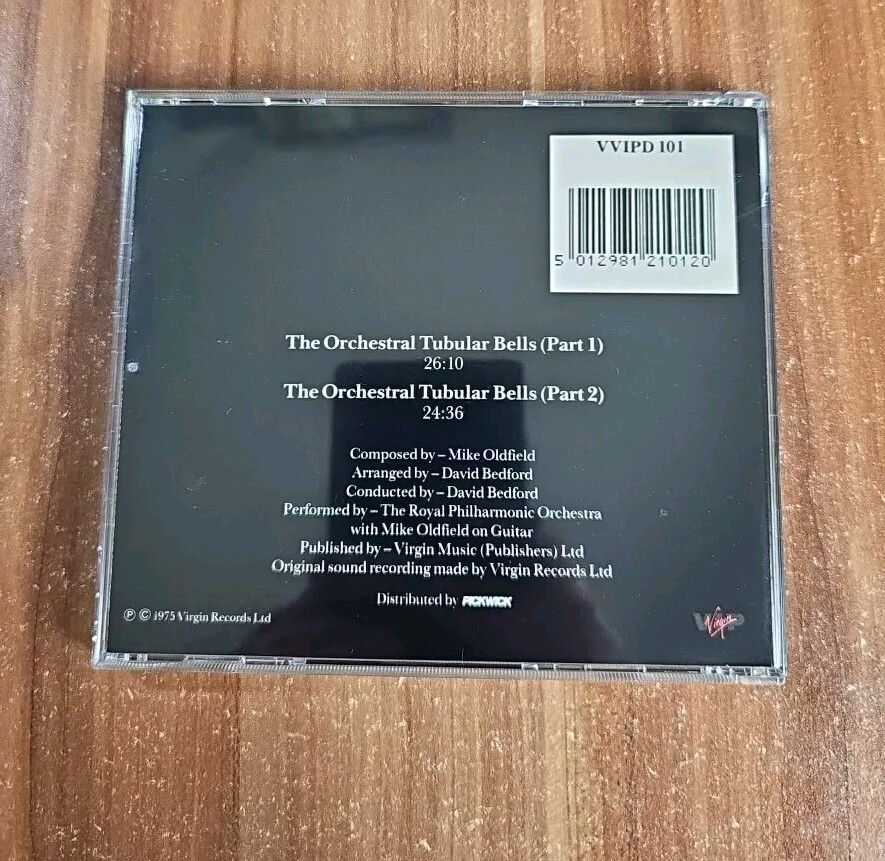 VVIPD 101
5 012981 210120
The Orchestral Tubular Bells (Part 1)
26:10
The Orchestral Tubular Bells (Part 2)
24:36
Composed by – Mike Oldfield
Arranged by – David Bedford
Conducted by – David Bedford
Performed by – The Royal Philharmonic Orchestra
with Mike Oldfield on Guitar
Published by – Virgin Music (Publishers) Ltd
Original sound recording made by Virgin Records Ltd
Distributed by PICKWICK
℗ © 1975 Virgin Records Ltd
Virgin